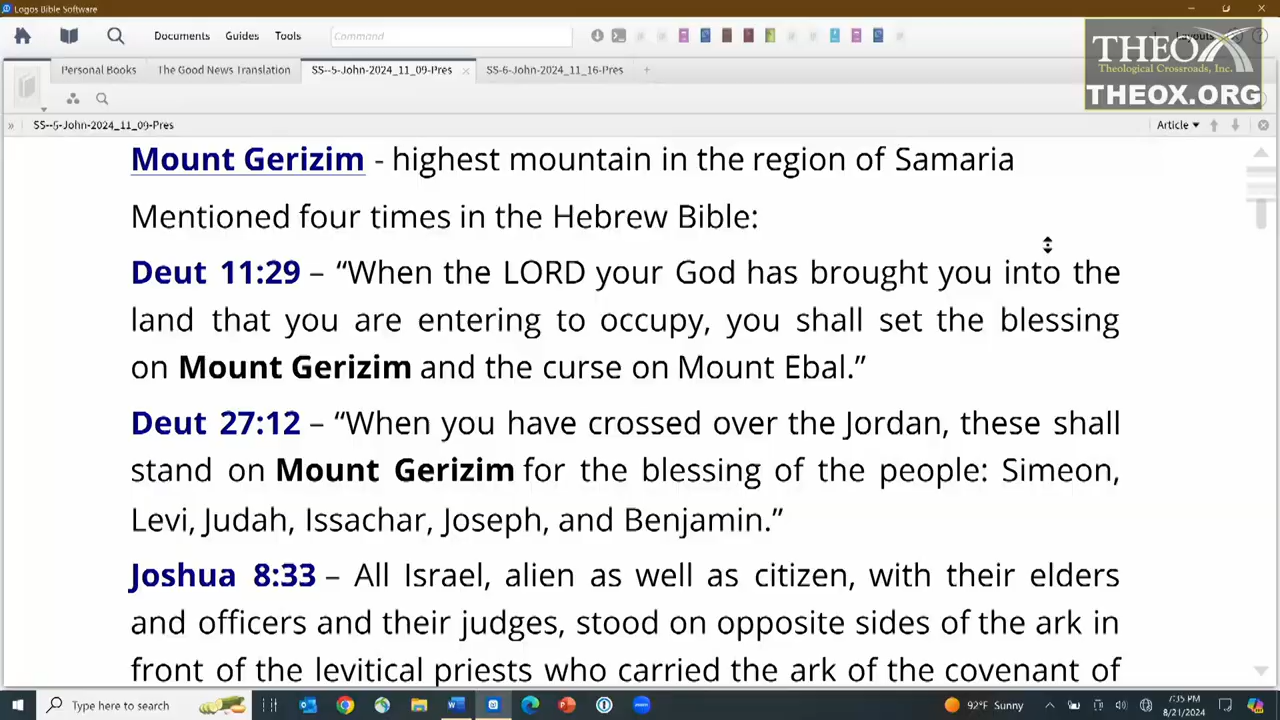 Logos Bible Software
Documents Guides Tools Command Layouts
THEOX
Theological Crossroads, Inc.
THEOX.ORG
Personal Books The Good News Translation SS--5-John-2024_11_09-Pres SS-6-John-2024_11_16-Pres
SS--5-John-2024_11_09-Pres Article
Mount Gerizim - highest mountain in the region of Samaria
Mentioned four times in the Hebrew Bible:
Deut 11:29 – “When the LORD your God has brought you into the
land that you are entering to occupy, you shall set the blessing
on Mount Gerizim and the curse on Mount Ebal.”
Deut 27:12 – “When you have crossed over the Jordan, these shall
stand on Mount Gerizim for the blessing of the people: Simeon,
Levi, Judah, Issachar, Joseph, and Benjamin.”
Joshua 8:33 – All Israel, alien as well as citizen, with their elders
and officers and their judges, stood on opposite sides of the ark in
front of the levitical priests who carried the ark of the covenant of
Type here to search 92°F Sunny 7:35 PM
8/21/2024